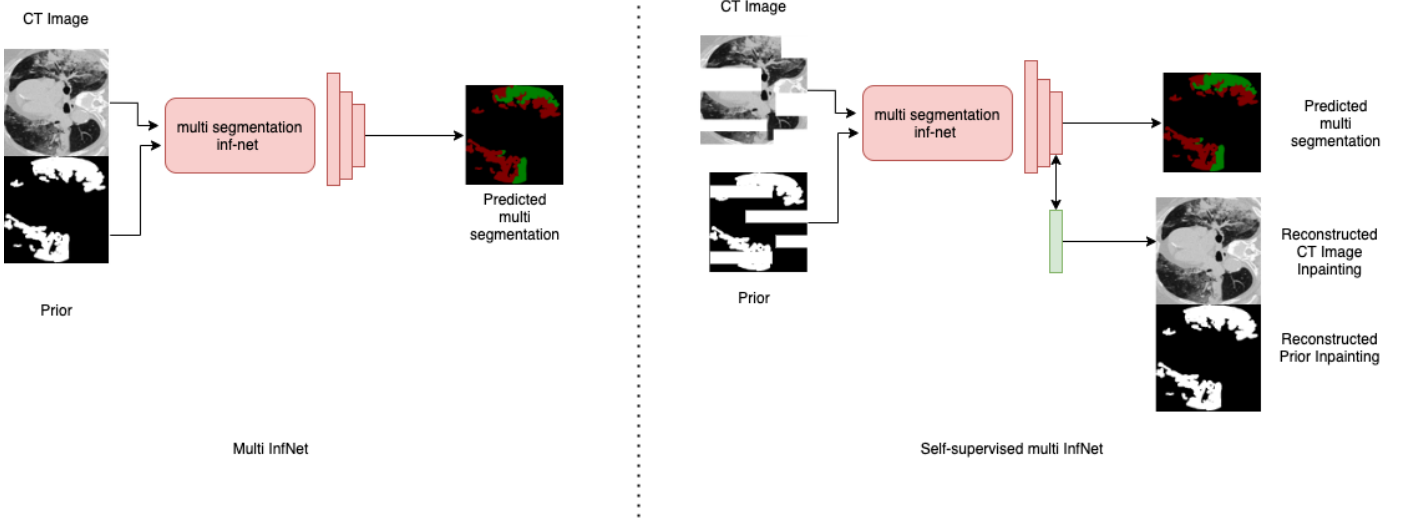 CT Image
multi segmentation
inf-net
Predicted
multi
segmentation
Prior
Multi InfNet
CT Image
multi segmentation
inf-net
Predicted
multi
segmentation
Prior
Reconstructed
CT Image
Inpainting
Reconstructed
Prior Inpainting
Self-supervised multi InfNet